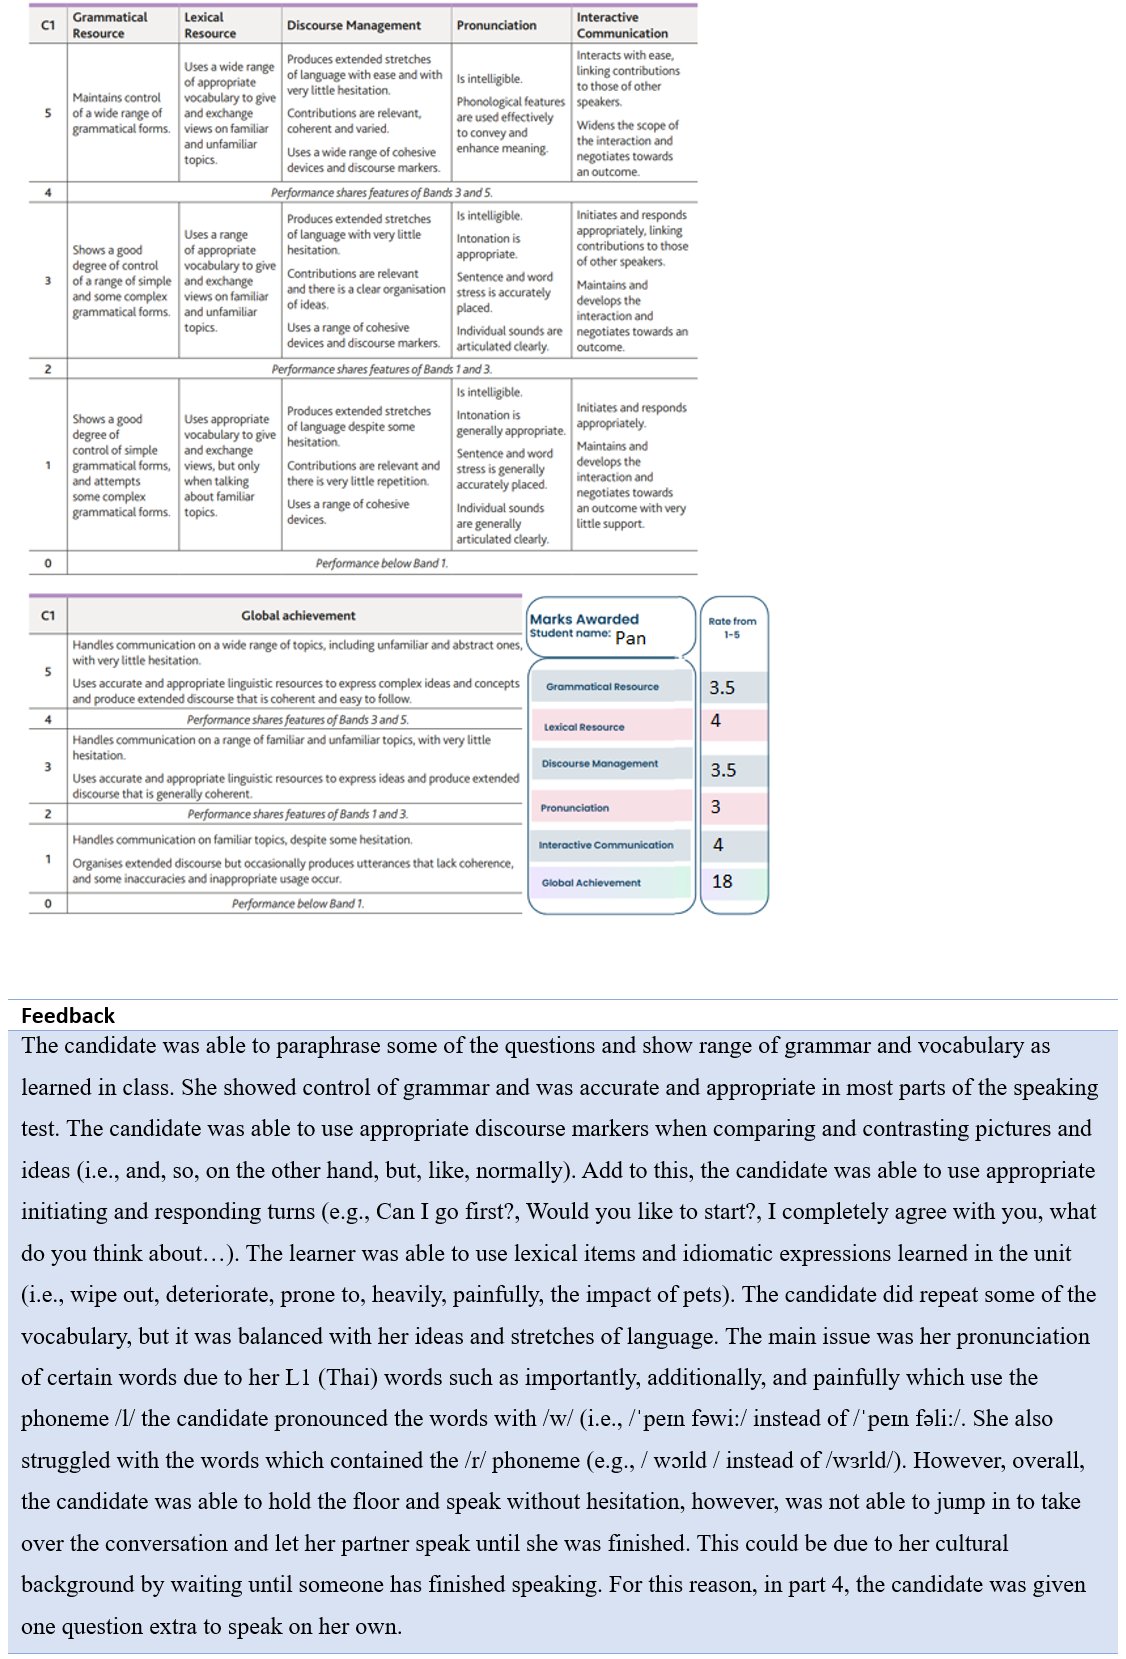 C1
Grammatical
Resource
Lexical
Resource
Discourse Management
Pronunciation
Interactive
Communication
5
Maintains control
of a wide range of
grammatical forms.
Uses a wide range
of appropriate
vocabulary to give
and exchange
views on familiar
and unfamiliar
topics.
Produces extended stretches
of language with ease and with
very little hesitation.
Contributions are relevant,
coherent and varied.
Uses a wide range of cohesive
devices and discourse markers.
Is intelligible.
Phonological features
are used effectively
to convey and
enhance meaning.
Interacts with ease,
linking contributions
to those of other
speakers.
Widens the scope of
the interaction and
negotiates towards
an outcome.
4
Performance shares features of Bands 3 and 5.
3
Shows a good
degree of control
of a range of simple
and some complex
grammatical forms.
Uses a range
of appropriate
vocabulary to give
and exchange
views on familiar
and unfamiliar
topics.
Produces extended stretches
of language with very little
hesitation.
Contributions are relevant
and there is a clear organisation
of ideas.
Uses a range of cohesive
devices and discourse markers.
Is intelligible.
Intonation is
appropriate.
Sentence and word
stress is accurately
placed.
Individual sounds are
articulated clearly.
Initiates and responds
appropriately, linking
contributions to those
of other speakers.
Maintains and
develops the
interaction and
negotiates towards an
outcome.
2
Performance shares features of Bands 1 and 3.
1
Shows a good
degree of
control of simple
grammatical forms,
and attempts
some complex
grammatical forms.
Uses appropriate
vocabulary to give
and exchange
views, but only
when talking
about familiar
topics.
Produces extended stretches
of language despite some
hesitation.
Contributions are relevant and
there is very little repetition.
Uses a range of cohesive
devices.
Is intelligible.
Intonation is
generally appropriate.
Sentence and word
stress is generally
accurately placed.
Individual sounds
are generally
articulated clearly.
Initiates and responds
appropriately.
Maintains and
develops the
interaction and
negotiates towards
an outcome with very
little support.
0
Performance below Band 1.
C1
Global achievement
5
Handles communication on a wide range of topics, including unfamiliar and abstract ones,
with very little hesitation.
Uses accurate and appropriate linguistic resources to express complex ideas and concepts
and produce extended discourse that is coherent and easy to follow.
4
Performance shares features of Bands 3 and 5.
3
Handles communication on a range of familiar and unfamiliar topics, with very little
hesitation.
Uses accurate and appropriate linguistic resources to express ideas and produce extended
discourse that is generally coherent.
2
Performance shares features of Bands 1 and 3.
1
Handles communication on familiar topics, despite some hesitation.
Organises extended discourse but occasionally produces utterances that lack coherence,
and some inaccuracies and inappropriate usage occur.
0
Performance below Band 1.
Marks Awarded
Student name: Pan
Rate from
1-5
Grammatical Resource 3.5
Lexical Resource 4
Discourse Management 3.5
Pronunciation 3
Interactive Communication 4
Global Achievement 18
Feedback
The candidate was able to paraphrase some of the questions and show range of grammar and vocabulary as
learned in class. She showed control of grammar and was accurate and appropriate in most parts of the speaking
test. The candidate was able to use appropriate discourse markers when comparing and contrasting pictures and
ideas (i.e., and, so, on the other hand, but, like, normally). Add to this, the candidate was able to use appropriate
initiating and responding turns (e.g., Can I go first?, Would you like to start?, I completely agree with you, what
do you think about…). The learner was able to use lexical items and idiomatic expressions learned in the unit
(i.e., wipe out, deteriorate, prone to, heavily, painfully, the impact of pets). The candidate did repeat some of the
vocabulary, but it was balanced with her ideas and stretches of language. The main issue was her pronunciation
of certain words due to her L1 (Thai) words such as importantly, additionally, and painfully which use the
phoneme /l/ the candidate pronounced the words with /w/ (i.e., /ˈpeɪn fəwi:/ instead of /ˈpeɪn fəli:/. She also
struggled with the words which contained the /r/ phoneme (e.g., / wɔɪld / instead of /wɜrld/). However, overall,
the candidate was able to hold the floor and speak without hesitation, however, was not able to jump in to take
over the conversation and let her partner speak until she was finished. This could be due to her cultural
background by waiting until someone has finished speaking. For this reason, in part 4, the candidate was given
one question extra to speak on her own.